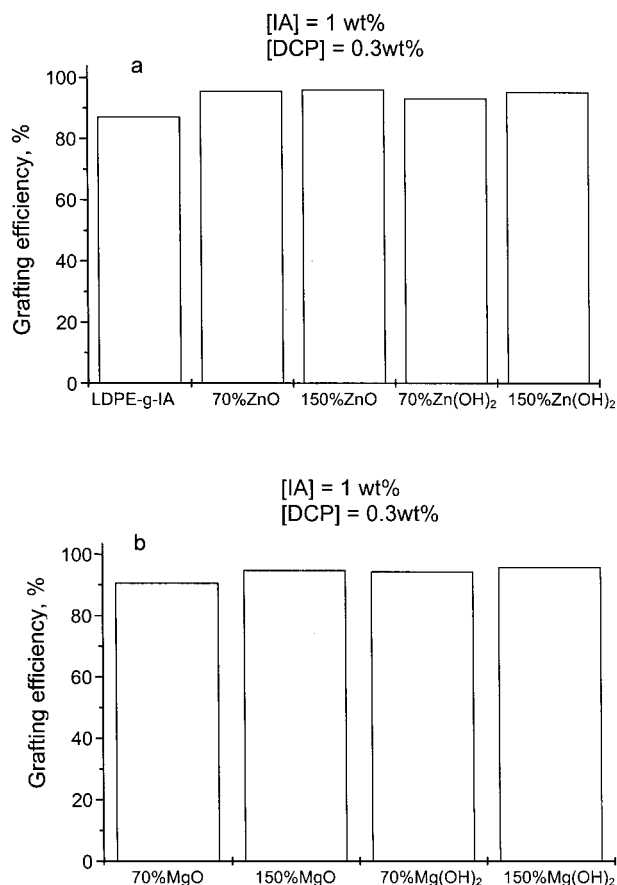 [IA] = 1 wt%
[DCP] = 0.3wt%
a
100
80
60
40
20
0
Grafting efficiency, %
LDPE-g-IA 70%ZnO 150%ZnO 70%Zn(OH)₂ 150%Zn(OH)₂
[IA] = 1 wt%
[DCP] = 0.3wt%
b
100
80
60
40
20
0
Grafting efficiency, %
70%MgO 150%MgO 70%Mg(OH)₂ 150%Mg(OH)₂